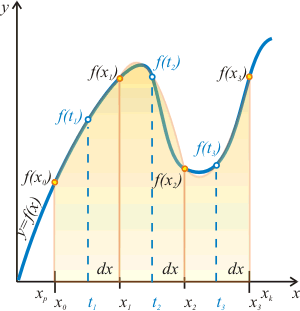 y
f(x₁)
f(t₂)
f(x₃)
f(t₁)
f(t₃)
f(x₀)
f(x₂)
y=f(x)
dx
dx
dx
xₚ x₀ t₁ x₁ t₂ x₂ t₃ x₃ xₖ x